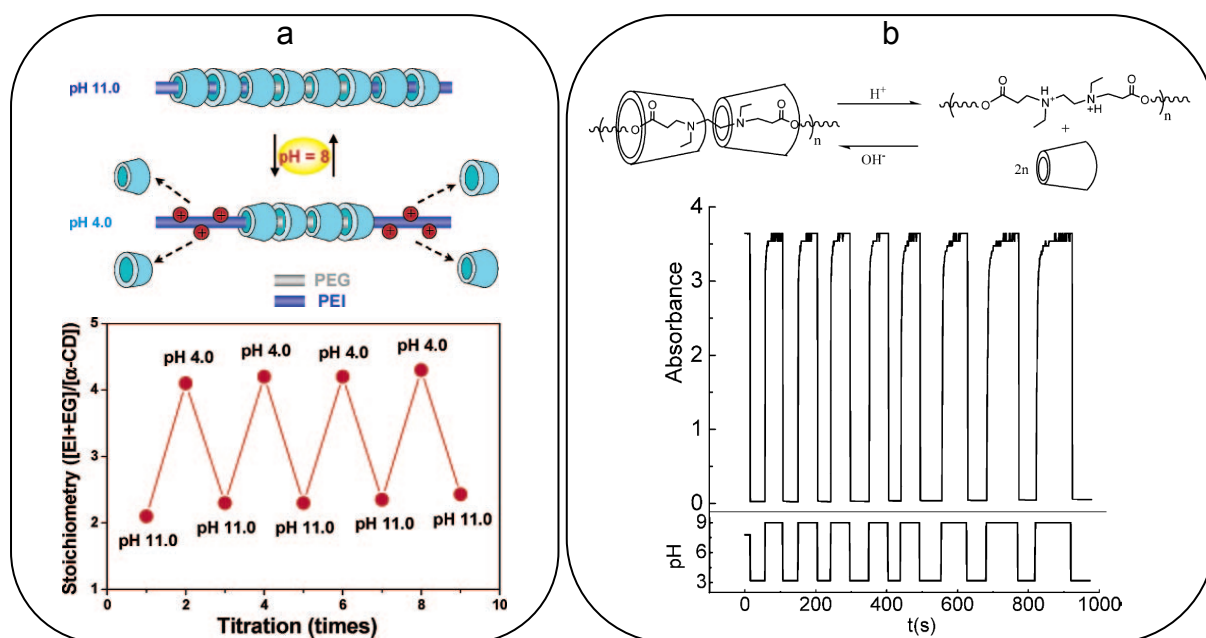 a
pH 11.0
pH = 8
pH 4.0
PEG
PEI
Stoichiometry ([EI+EG]/[α-CD])
5
4
3
2
1
pH 4.0
pH 4.0
pH 4.0
pH 4.0
pH 11.0
pH 11.0
pH 11.0
pH 11.0
pH 11.0
0
2
4
6
8
10
Titration (times)
b
O
O
N
N
O
O
n
H⁺
OH⁻
O
O
H
N⁺
N
+H
O
O
n
+
2n
Absorbance
4
3
2
1
0
pH
9
6
3
0
200
400
600
800
1000
t(s)